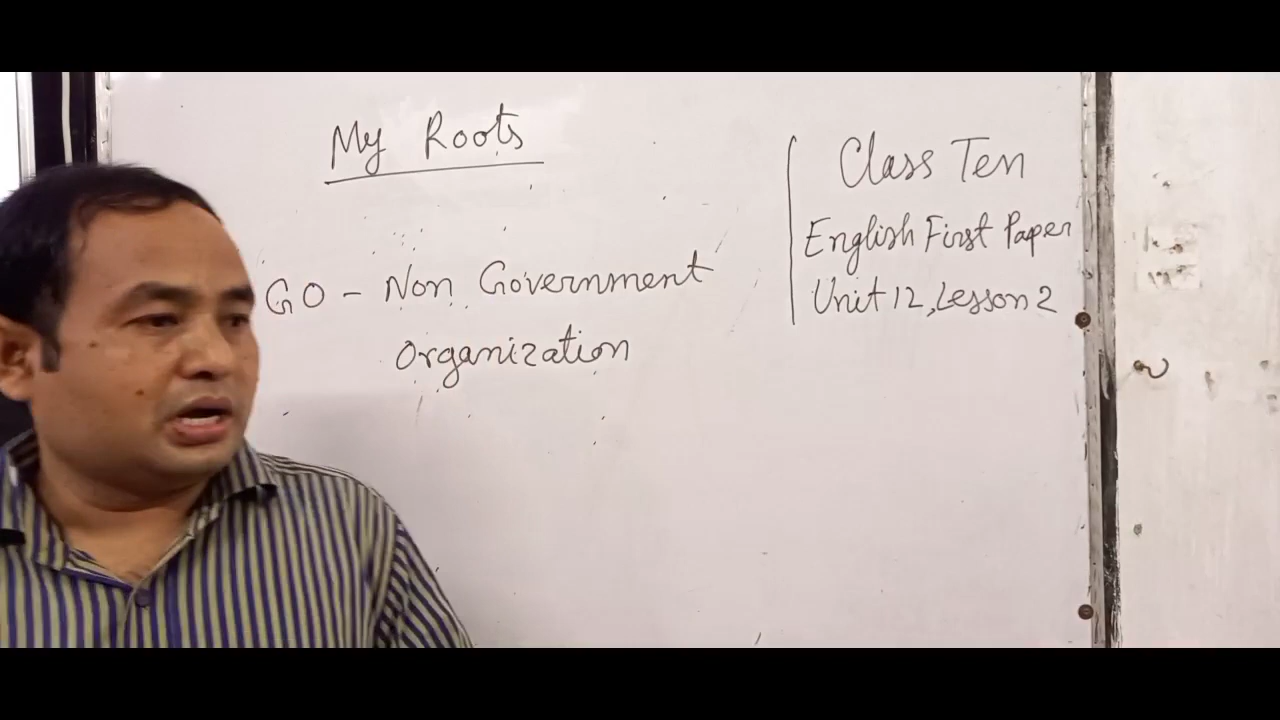 My Roots
GO - Non Government
Organization
Class Ten
English First Paper
Unit 12, Lesson 2